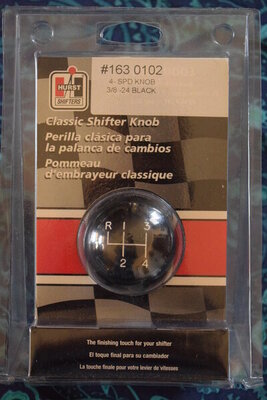 H
HURST
SHIFTERS
#163 0102
4- SPD KNOB
3/8 -24 BLACK
Classic Shifter Knob
Perilla clásica para
la palanca de cambios
Pommeau
d'embrayeur classique
R 1 3
2 4
The finishing touch for your shifter
El toque final para su cambiador
La touche finale pour votre levier de vitesses